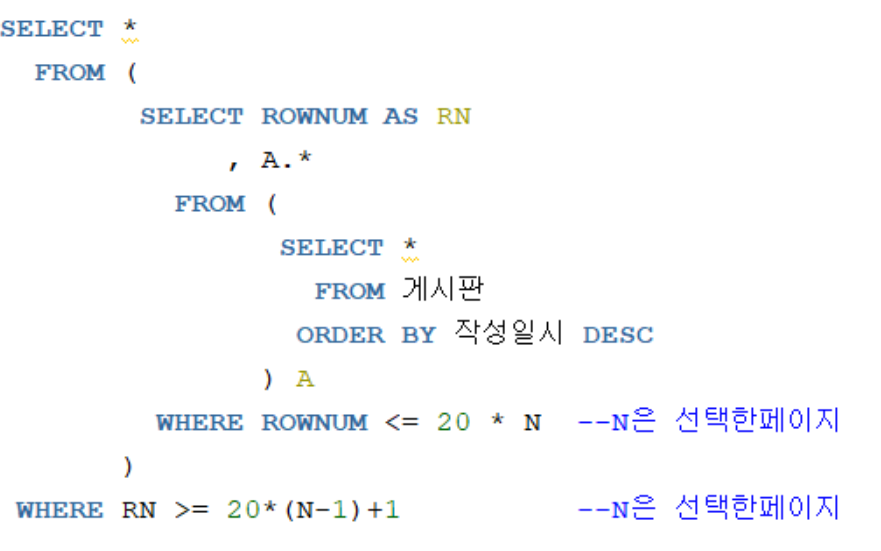 SELECT *
FROM (
SELECT ROWNUM AS RN
, A.*
FROM (
SELECT *
FROM 게시판
ORDER BY 작성일시 DESC
) A
WHERE ROWNUM <= 20 * N --N은 선택한페이지
)
WHERE RN >= 20*(N-1)+1 --N은 선택한페이지